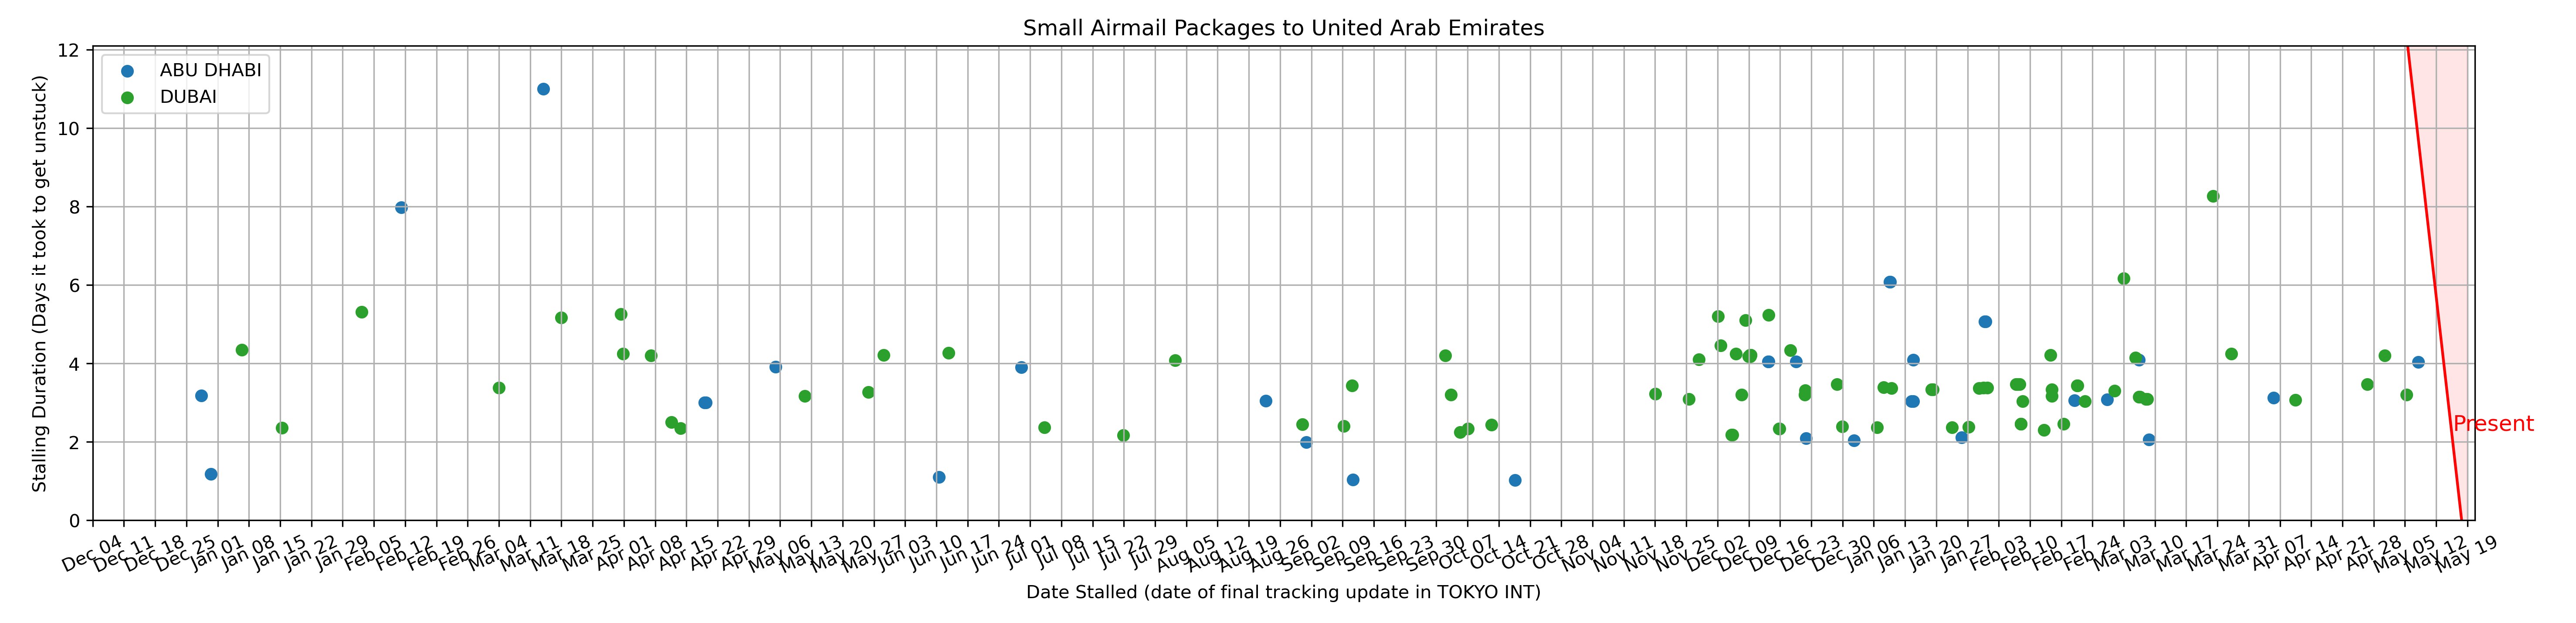 Small Airmail Packages to United Arab Emirates
ABU DHABI
DUBAI
Stalling Duration (Days it took to get unstuck)
12
10
8
6
4
2
0
Present
Dec 04 Dec 11 Dec 18 Dec 25 Jan 01 Jan 08 Jan 15 Jan 22 Jan 29 Feb 05 Feb 12 Feb 19 Feb 26 Mar 04 Mar 11 Mar 18 Mar 25 Apr 01 Apr 08 Apr 15 Apr 22 Apr 29 May 06 May 13 May 20 May 27 Jun 03 Jun 10 Jun 17 Jun 24 Jul 01 Jul 08 Jul 15 Jul 22 Jul 29 Aug 05 Aug 12 Aug 19 Aug 26 Sep 02 Sep 09 Sep 16 Sep 23 Sep 30 Oct 07 Oct 14 Oct 21 Oct 28 Nov 04 Nov 11 Nov 18 Nov 25 Dec 02 Dec 09 Dec 16 Dec 23 Dec 30 Jan 06 Jan 13 Jan 20 Jan 27 Feb 03 Feb 10 Feb 17 Feb 24 Mar 03 Mar 10 Mar 17 Mar 24 Mar 31 Apr 07 Apr 14 Apr 21 Apr 28 May 05 May 12 May 19
Date Stalled (date of final tracking update in TOKYO INT)